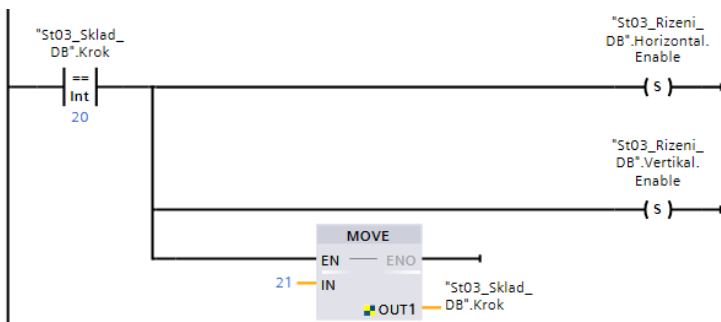 "St03_Sklad_
DB".Krok
==
Int
20
"St03_Rizeni_
DB".Horizontal.
Enable
S
"St03_Rizeni_
DB".Vertikal.
Enable
S
MOVE
EN
ENO
21
IN
OUT1
"St03_Sklad_
DB".Krok